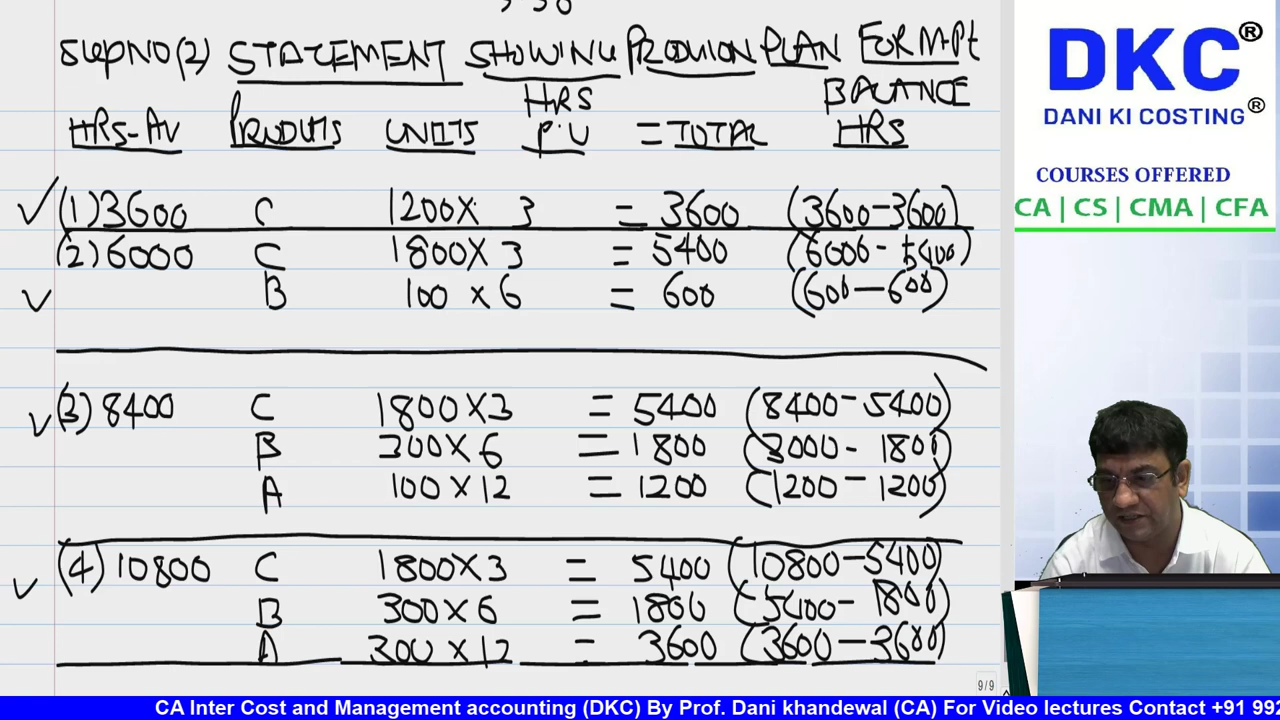 StepNO(2) STATEMENT SHOWING PRODUION PLAN FOR M.Pt
HRS-AV PRODUTS UNITS HRS P.U = TOTAL BALANCE HRS
(1) 3600 C 1200 X 3 = 3600 (3600-3600)
(2) 6000 C 1800 X 3 = 5400 (6000-5400)
B 100 X 6 = 600 (600-600)
(3) 8400 C 1800 X 3 = 5400 (8400-5400)
B 300 X 6 = 1800 (3000-1800)
A 100 X 12 = 1200 (1200-1200)
(4) 10800 C 1800 X 3 = 5400 (10800-5400)
B 300 X 6 = 1800 (5400-1800)
A 300 X 12 = 3600 (3600-3600)
9/9
DKC®
DANI KI COSTING®
COURSES OFFERED
CA | CS | CMA | CFA
CA Inter Cost and Management accounting (DKC) By Prof. Dani khandewal (CA) For Video lectures Contact +91 992